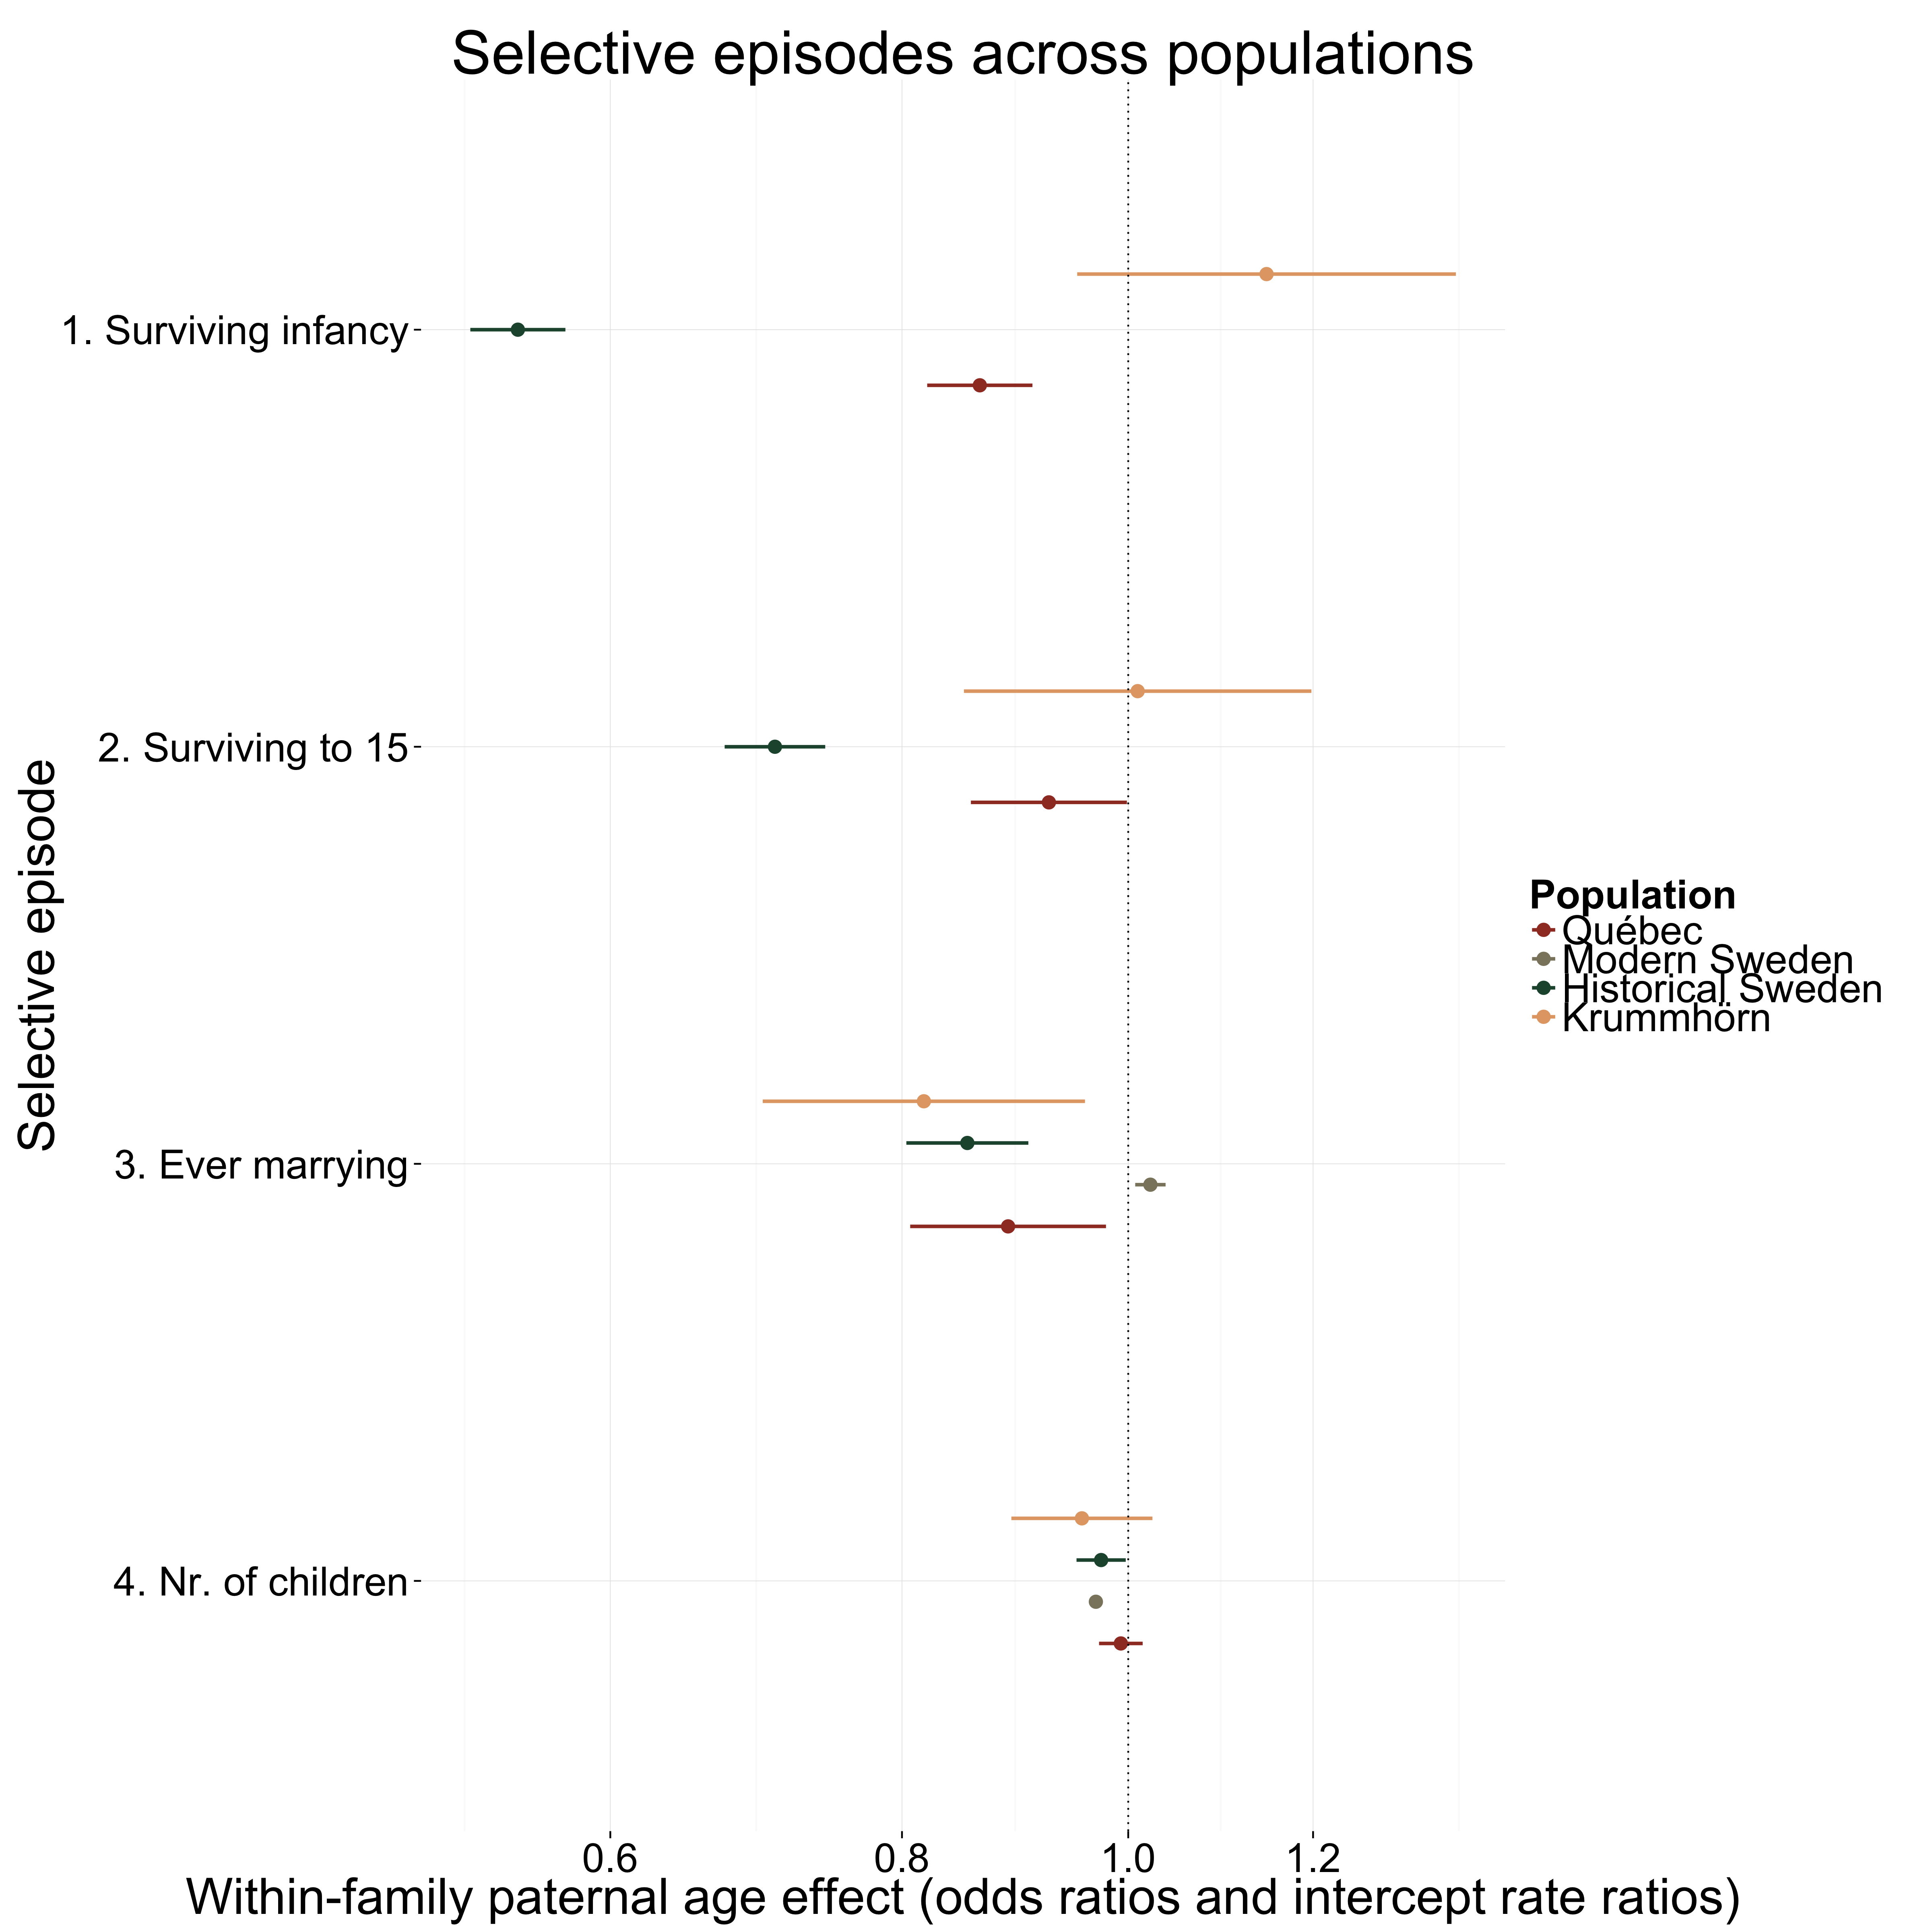 Selective episodes across populations
Selective episode
1. Surviving infancy
2. Surviving to 15
3. Ever marrying
4. Nr. of children
Population
Québec
Modern Sweden
Historical Sweden
Krummhörn
0.6 0.8 1.0 1.2
Within-family paternal age effect (odds ratios and intercept rate ratios)